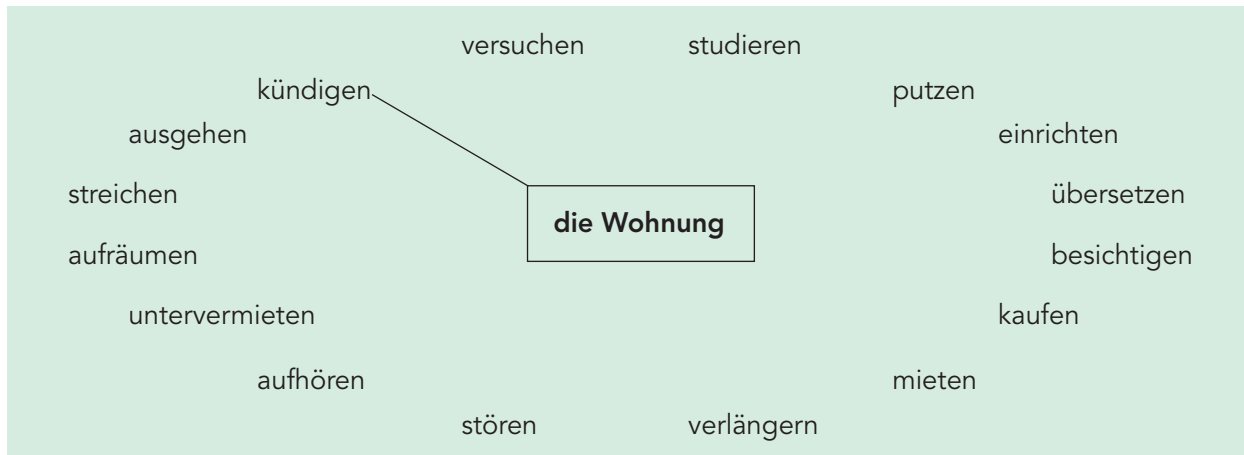 versuchen studieren
kündigen putzen
ausgehen einrichten
streichen übersetzen
die Wohnung
aufräumen besichtigen
untervermieten kaufen
aufhören mieten
stören verlängern